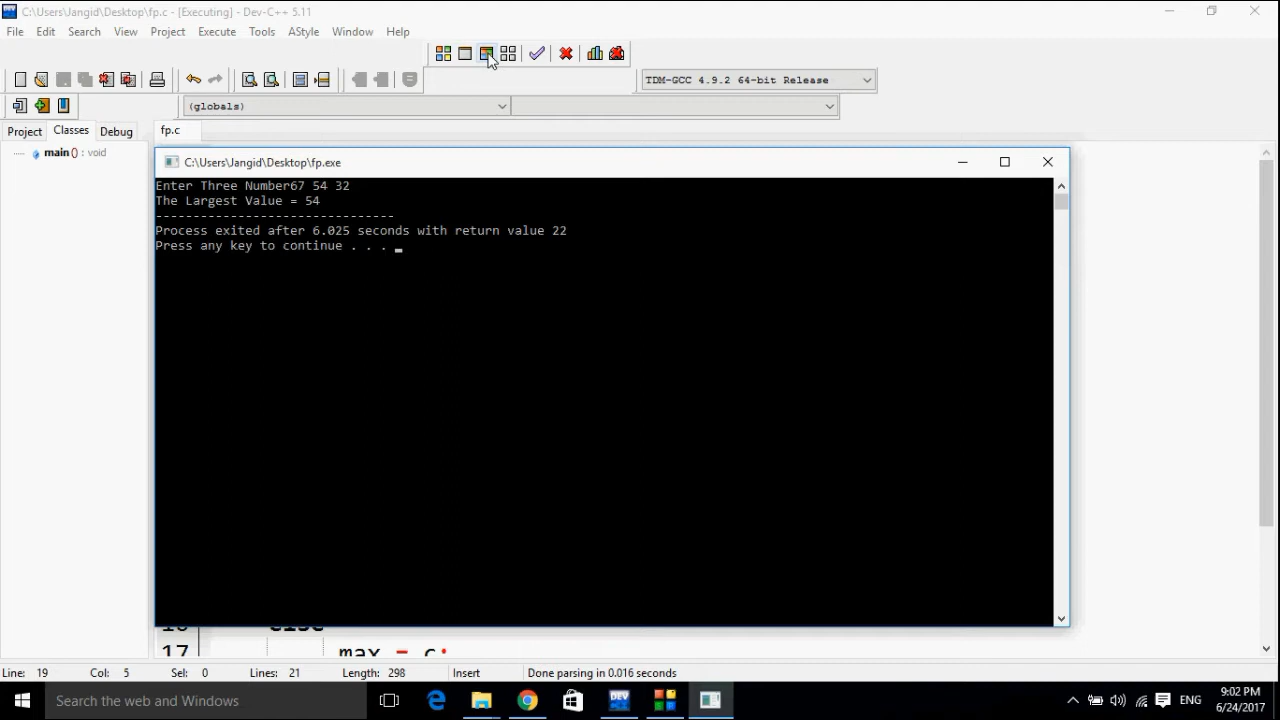 C:\Users\Jangid\Desktop\fp.c - [Executing] - Dev-C++ 5.11
File Edit Search View Project Execute Tools AStyle Window Help
TDM-GCC 4.9.2 64-bit Release
(globals)
Project Classes Debug fp.c
main() : void
C:\Users\Jangid\Desktop\fp.exe
Enter Three Number67 54 32
The Largest Value = 54
--------------------------------
Process exited after 6.025 seconds with return value 22
Press any key to continue . . . _
16 else
17 max = c;
Line: 19 Col: 5 Sel: 0 Lines: 21 Length: 298 Insert Done parsing in 0.016 seconds
Search the web and Windows
DEV
ENG
9:02 PM
6/24/2017